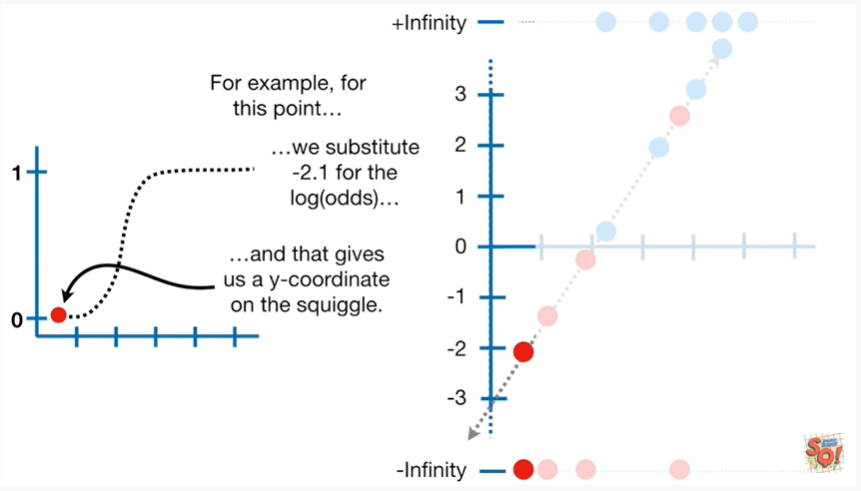 For example, for
this point…
…we substitute
-2.1 for the
log(odds)…
…and that gives
us a y-coordinate
on the squiggle.
1
0
+Infinity
3
2
1
0
-1
-2
-3
-Infinity
SQ!